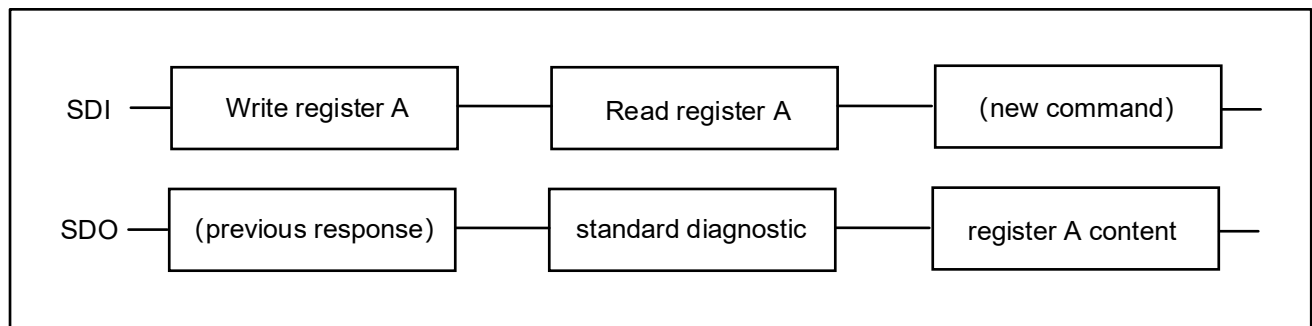 SDI
Write register A
Read register A
(new command)
SDO
(previous response)
standard diagnostic
register A content